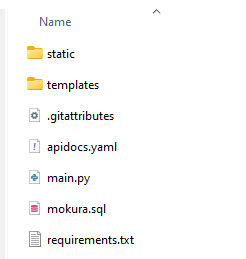 Name
static
templates
.gitattributes
apidocs.yaml
main.py
mokura.sql
requirements.txt